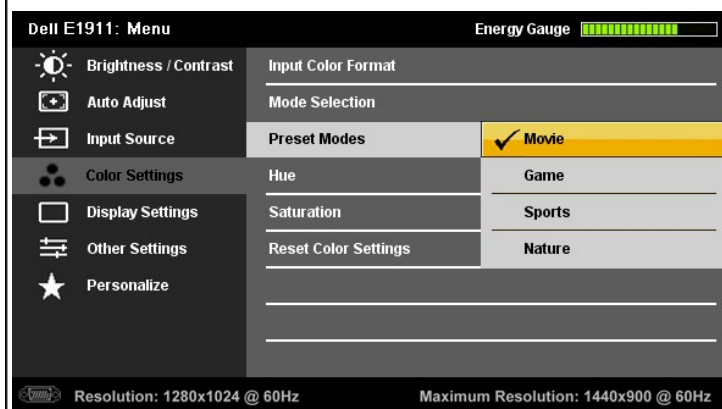 Dell E1911: Menu
Energy Gauge
Brightness / Contrast
Input Color Format
Auto Adjust
Mode Selection
Input Source
Preset Modes
Movie
Color Settings
Hue
Game
Display Settings
Saturation
Sports
Other Settings
Reset Color Settings
Nature
Personalize
Resolution: 1280x1024 @ 60Hz
Maximum Resolution: 1440x900 @ 60Hz